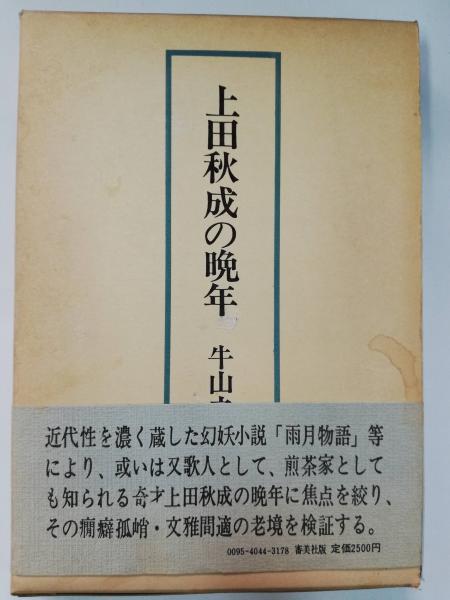 上田秋成の晩年
牛山
近代性を濃く蔵した幻妖小説「雨月物語」等
により、或いは又歌人として、煎茶家として
も知られる奇才上田秋成の晩年に焦点を絞り、
その癇癖孤峭・文雅間適の老境を検証する。
0095-4044-3178 審美社版 定価2500円